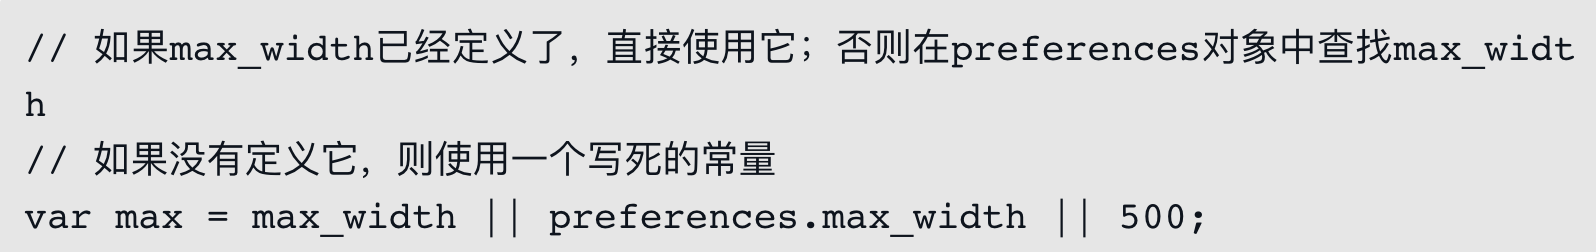 // 如果max_width已经定义了，直接使用它；否则在preferences对象中查找max_widt
h
// 如果没有定义它，则使用一个写死的常量
var max = max_width || preferences.max_width || 500;